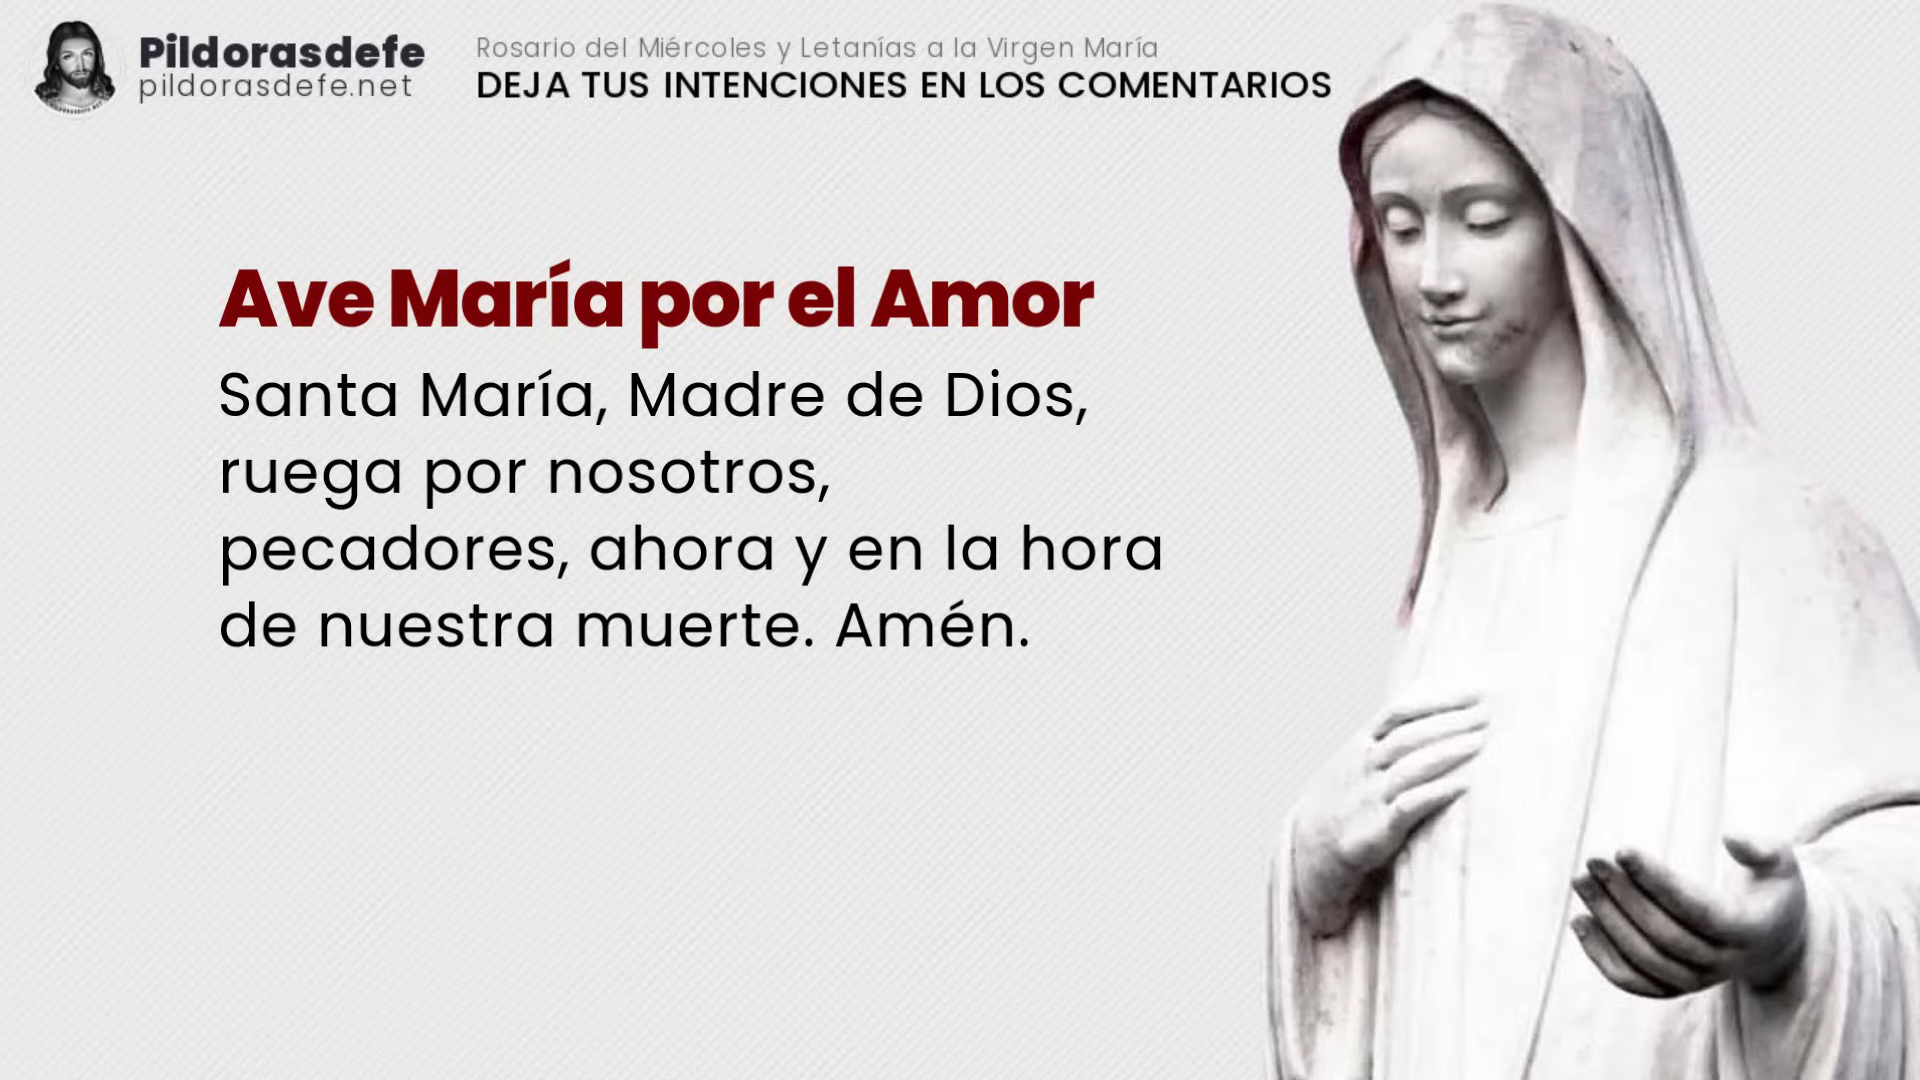 Pildorasdefe
pildorasdefe.net
Rosario del Miércoles y Letanías a la Virgen María
DEJA TUS INTENCIONES EN LOS COMENTARIOS
Ave María por el Amor
Santa María, Madre de Dios,
ruega por nosotros,
pecadores, ahora y en la hora
de nuestra muerte. Amén.